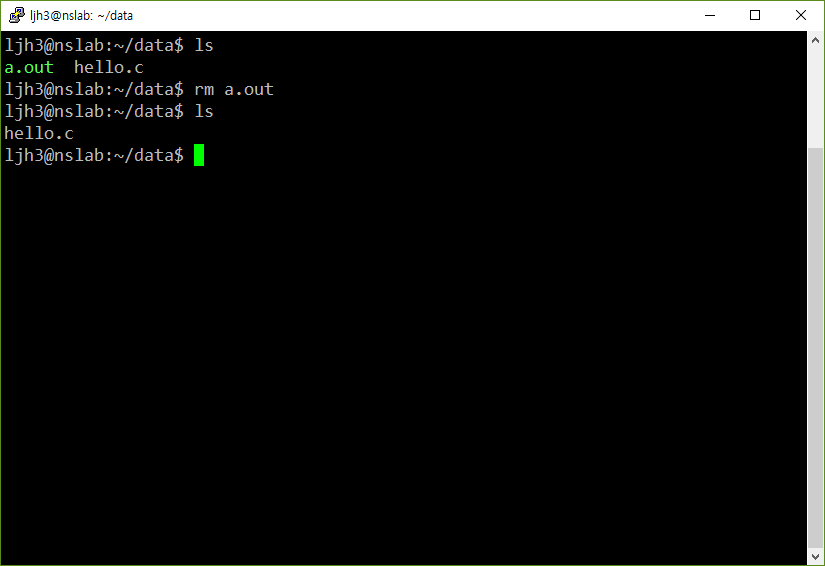 ljh3@nslab: ~/data
ljh3@nslab:~/data$ ls
a.out  hello.c
ljh3@nslab:~/data$ rm a.out
ljh3@nslab:~/data$ ls
hello.c
ljh3@nslab:~/data$